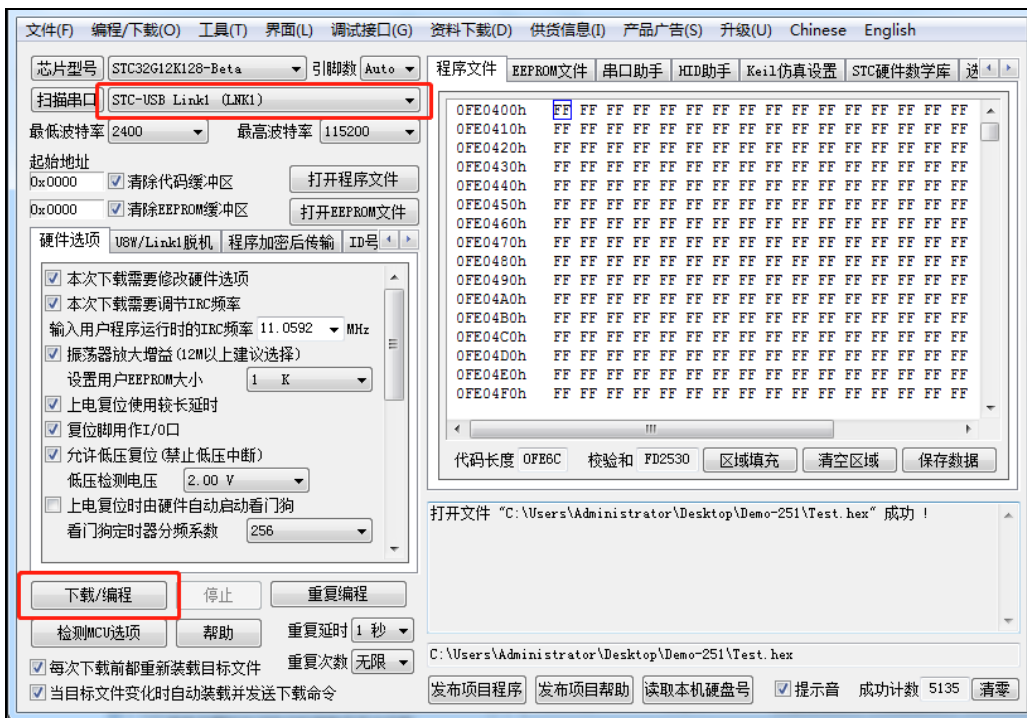 文件(F) 编程/下载(O) 工具(T) 界面(L) 调试接口(G) 资料下载(D) 供货信息(I) 产品广告(S) 升级(U) Chinese English
芯片型号 STC32G12K128-Beta 引脚数 Auto
扫描串口 STC-USB Link1 (LNK1)
最低波特率 2400 最高波特率 115200
起始地址
0x0000 清除代码缓冲区 打开程序文件
0x0000 清除EEPROM缓冲区 打开EEPROM文件
硬件选项 U8W/Link1脱机 程序加密后传输 ID号
本次下载需要修改硬件选项
本次下载需要调节IRC频率
输入用户程序运行时的IRC频率 11.0592 MHz
振荡器放大增益(12M以上建议选择)
设置用户EEPROM大小 1 K
上电复位使用较长延时
复位脚用作I/O口
允许低压复位(禁止低压中断)
低压检测电压 2.00 V
上电复位时由硬件自动启动看门狗
看门狗定时器分频系数 256
下载/编程 停止 重复编程
检测MCU选项 帮助 重复延时 1 秒
每次下载前都重新装载目标文件 重复次数 无限
当目标文件变化时自动装载并发送下载命令
程序文件 EEPROM文件 串口助手 HID助手 Keil仿真设置 STC硬件数学库 选
0FE0400h FF FF FF FF FF FF FF FF FF FF FF FF FF FF FF FF
0FE0410h FF FF FF FF FF FF FF FF FF FF FF FF FF FF FF FF
0FE0420h FF FF FF FF FF FF FF FF FF FF FF FF FF FF FF FF
0FE0430h FF FF FF FF FF FF FF FF FF FF FF FF FF FF FF FF
0FE0440h FF FF FF FF FF FF FF FF FF FF FF FF FF FF FF FF
0FE0450h FF FF FF FF FF FF FF FF FF FF FF FF FF FF FF FF
0FE0460h FF FF FF FF FF FF FF FF FF FF FF FF FF FF FF FF
0FE0470h FF FF FF FF FF FF FF FF FF FF FF FF FF FF FF FF
0FE0480h FF FF FF FF FF FF FF FF FF FF FF FF FF FF FF FF
0FE0490h FF FF FF FF FF FF FF FF FF FF FF FF FF FF FF FF
0FE04A0h FF FF FF FF FF FF FF FF FF FF FF FF FF FF FF FF
0FE04B0h FF FF FF FF FF FF FF FF FF FF FF FF FF FF FF FF
0FE04C0h FF FF FF FF FF FF FF FF FF FF FF FF FF FF FF FF
0FE04D0h FF FF FF FF FF FF FF FF FF FF FF FF FF FF FF FF
0FE04E0h FF FF FF FF FF FF FF FF FF FF FF FF FF FF FF FF
0FE04F0h FF FF FF FF FF FF FF FF FF FF FF FF FF FF FF FF
代码长度 0FE6C 校验和 FD2530 区域填充 清空区域 保存数据
打开文件 “C:\Users\Administrator\Desktop\Demo-251\Test.hex” 成功 !
C:\Users\Administrator\Desktop\Demo-251\Test.hex
发布项目程序 发布项目帮助 读取本机硬盘号 提示音 成功计数 5135 清零